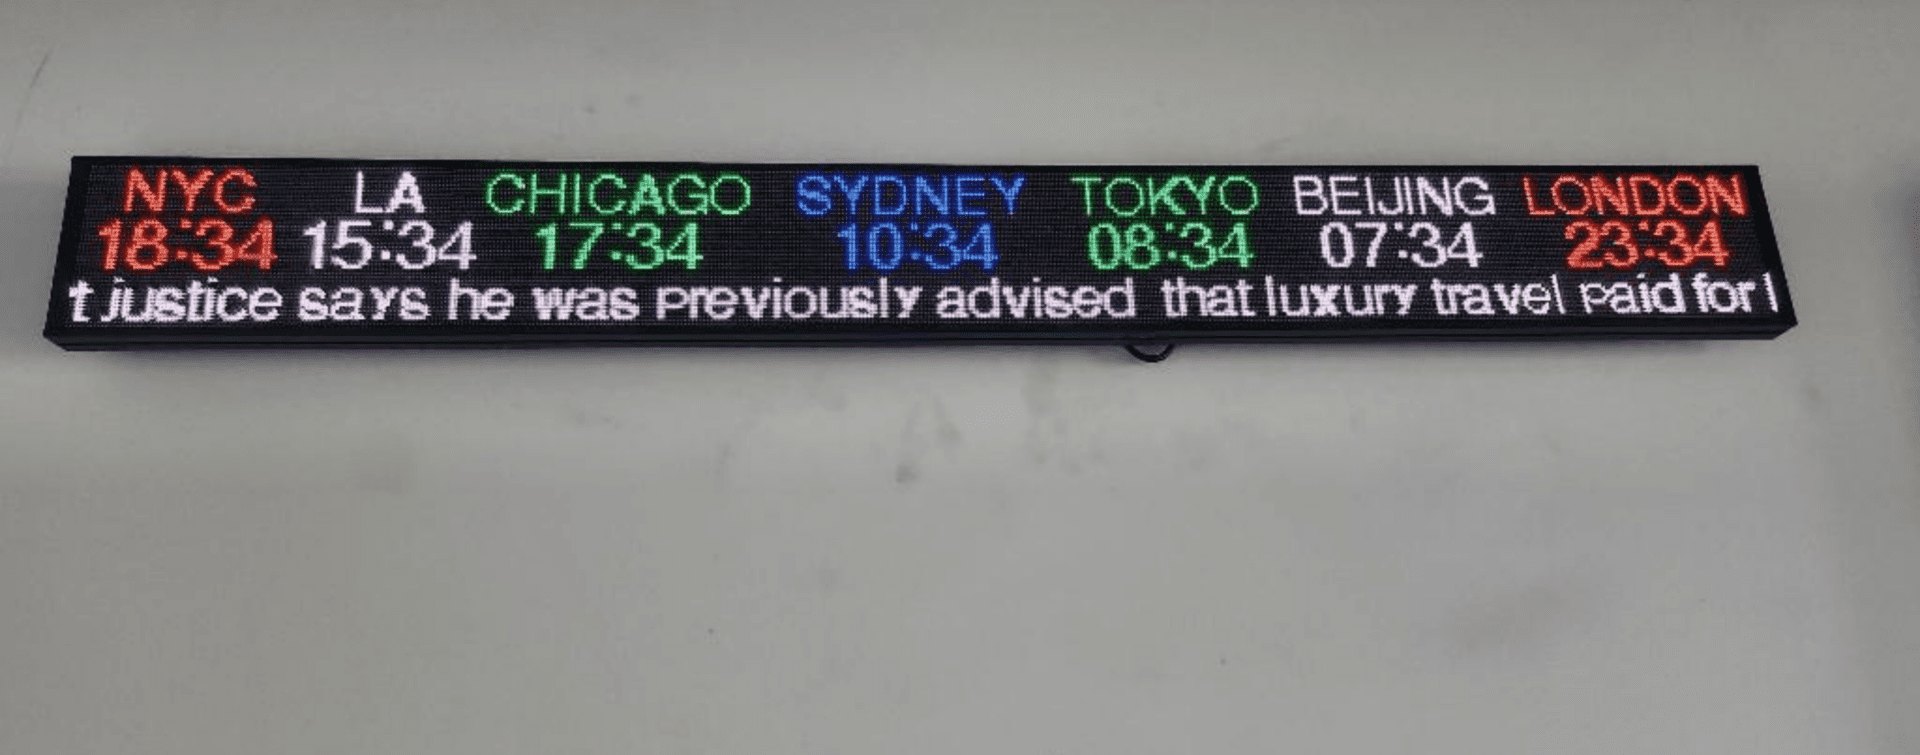 NYC LA CHICAGO SYDNEY TOKYO BEIJING LONDON
18:34 15:34 17:34 10:34 08:34 07:34 23:34
t justice says he was previously advised that luxury travel paid for